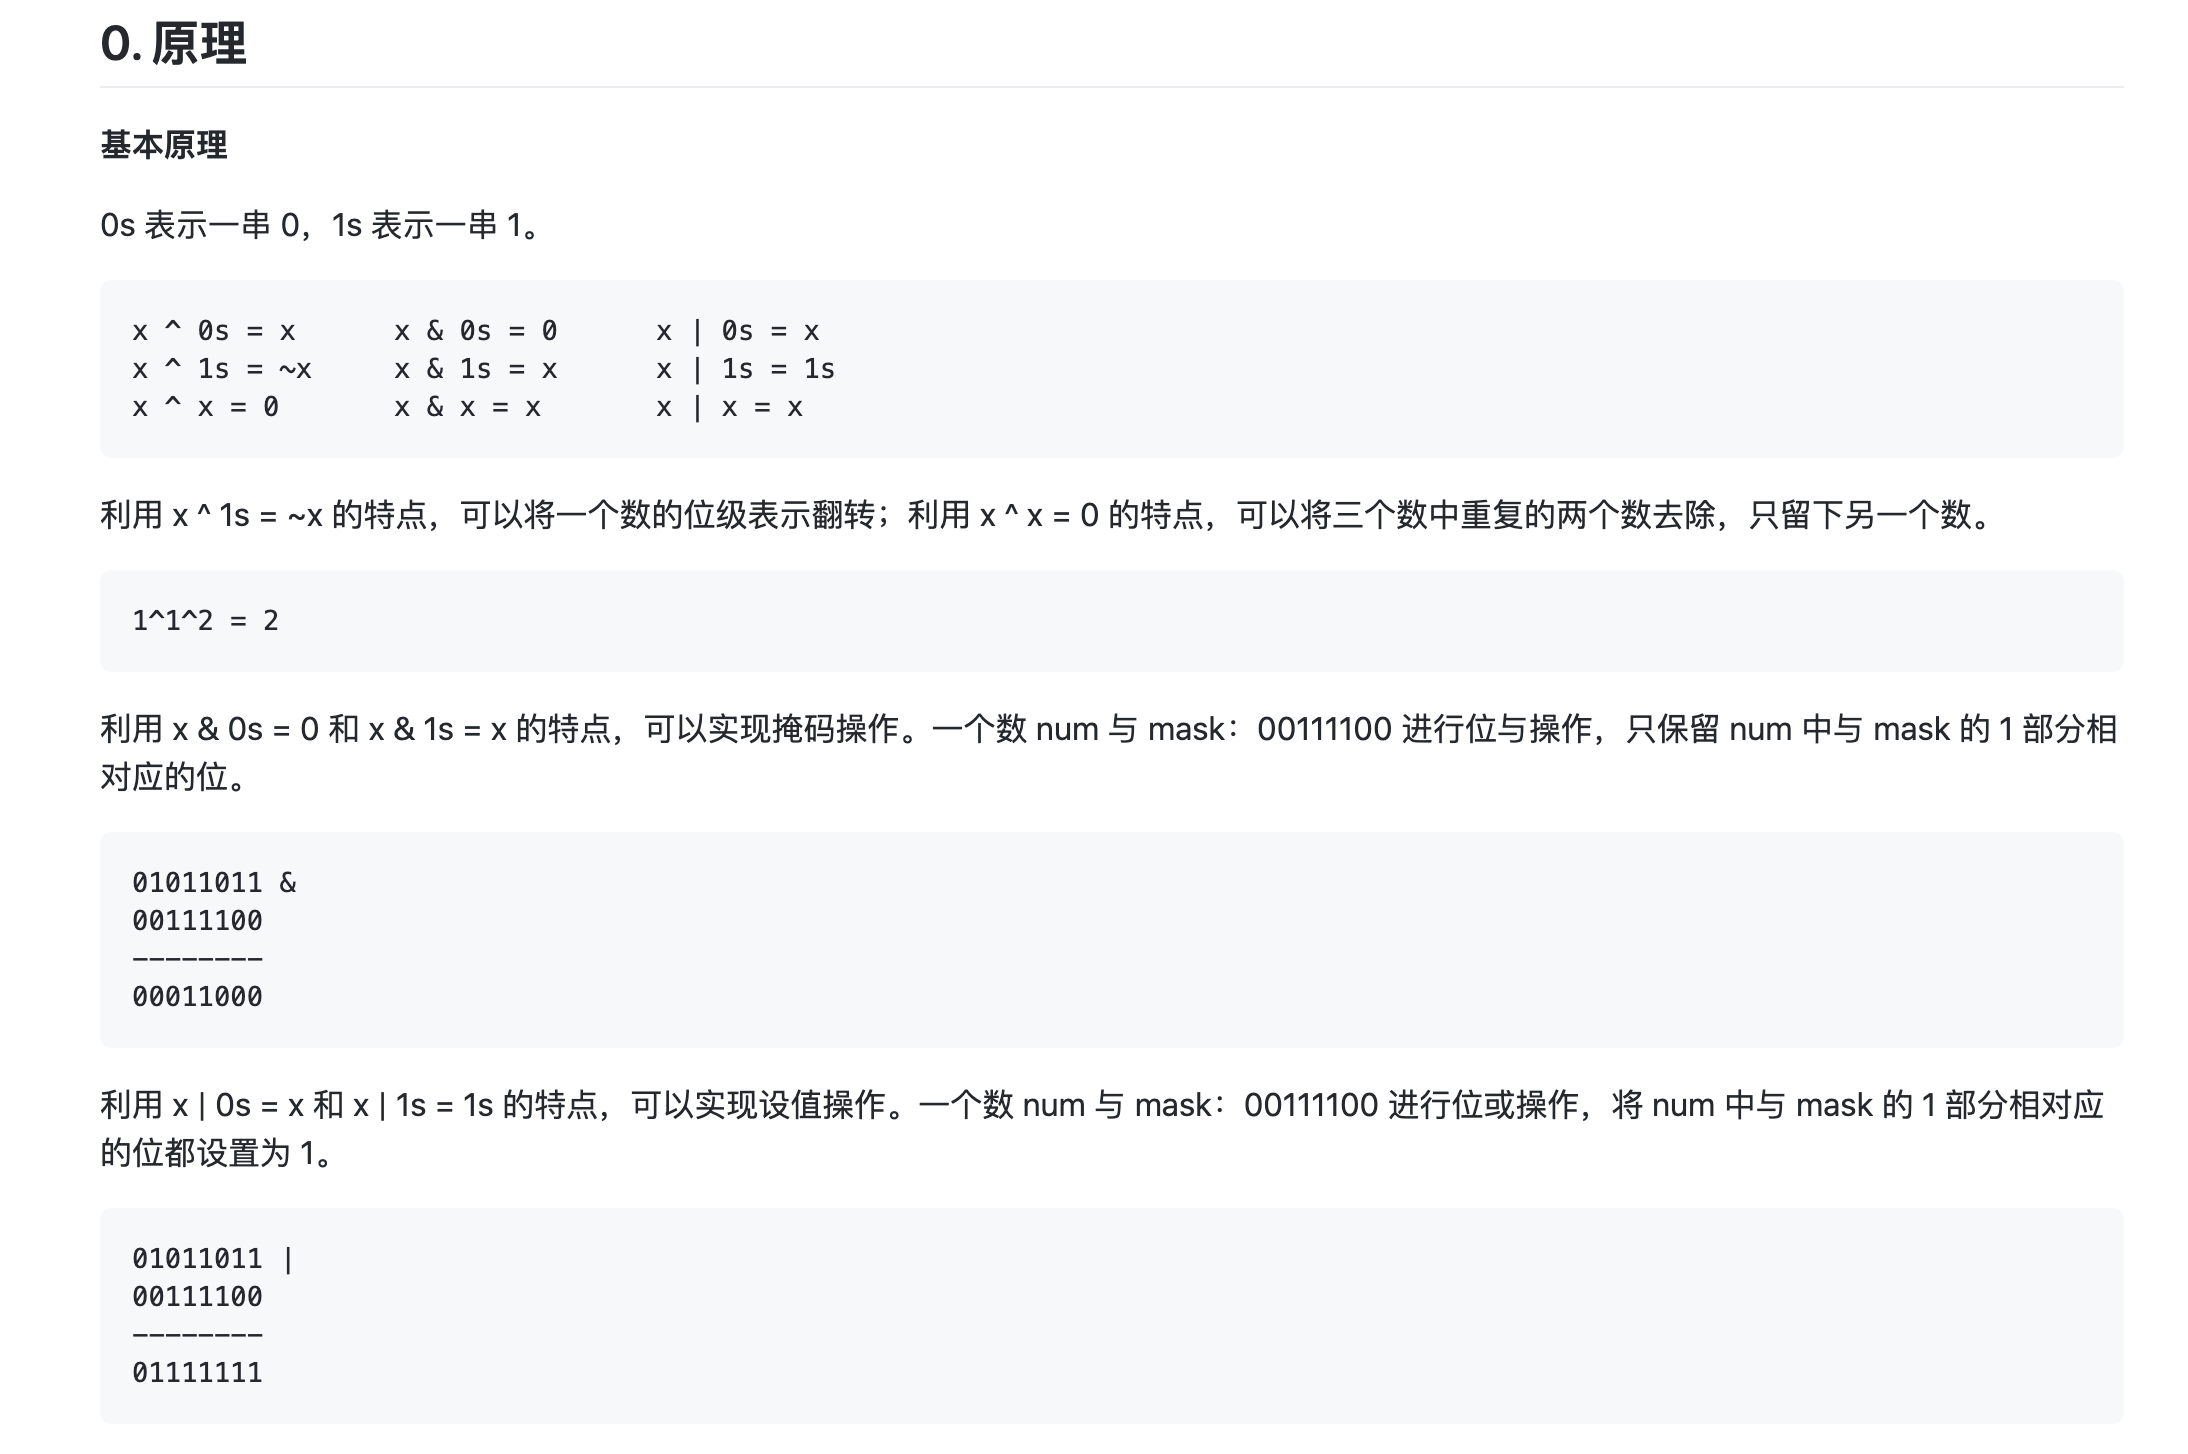 0. 原理
基本原理
0s 表示一串 0，1s 表示一串 1。
x ^ 0s = x      x & 0s = 0      x | 0s = x
x ^ 1s = ~x     x & 1s = x      x | 1s = 1s
x ^ x = 0       x & x = x       x | x = x
利用 x ^ 1s = ~x 的特点，可以将一个数的位级表示翻转；利用 x ^ x = 0 的特点，可以将三个数中重复的两个数去除，只留下另一个数。
1^1^2 = 2
利用 x & 0s = 0 和 x & 1s = x 的特点，可以实现掩码操作。一个数 num 与 mask：00111100 进行位与操作，只保留 num 中与 mask 的 1 部分相
对应的位。
01011011 &
00111100
--------
00011000
利用 x | 0s = x 和 x | 1s = 1s 的特点，可以实现设值操作。一个数 num 与 mask：00111100 进行位或操作，将 num 中与 mask 的 1 部分相对应
的位都设置为 1。
01011011 |
00111100
--------
01111111